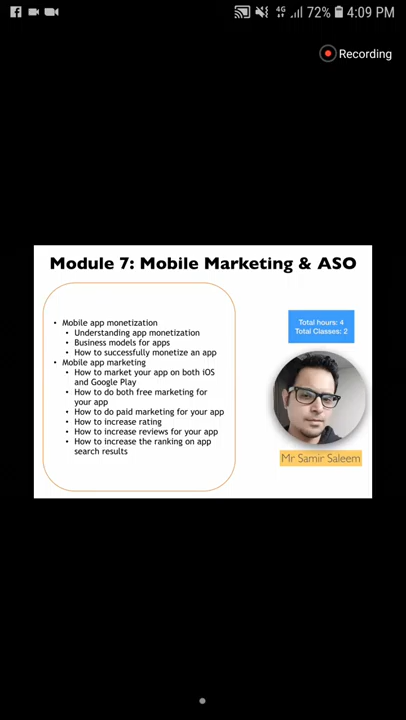 4G 72% 4:09 PM
Recording
Module 7: Mobile Marketing & ASO
• Mobile app monetization
• Understanding app monetization
• Business models for apps
• How to successfully monetize an app
• Mobile app marketing
• How to market your app on both iOS
and Google Play
• How to do both free marketing for
your app
• How to do paid marketing for your app
• How to increase rating
• How to increase reviews for your app
• How to increase the ranking on app
search results
Total hours: 4
Total Classes: 2
Mr Samir Saleem